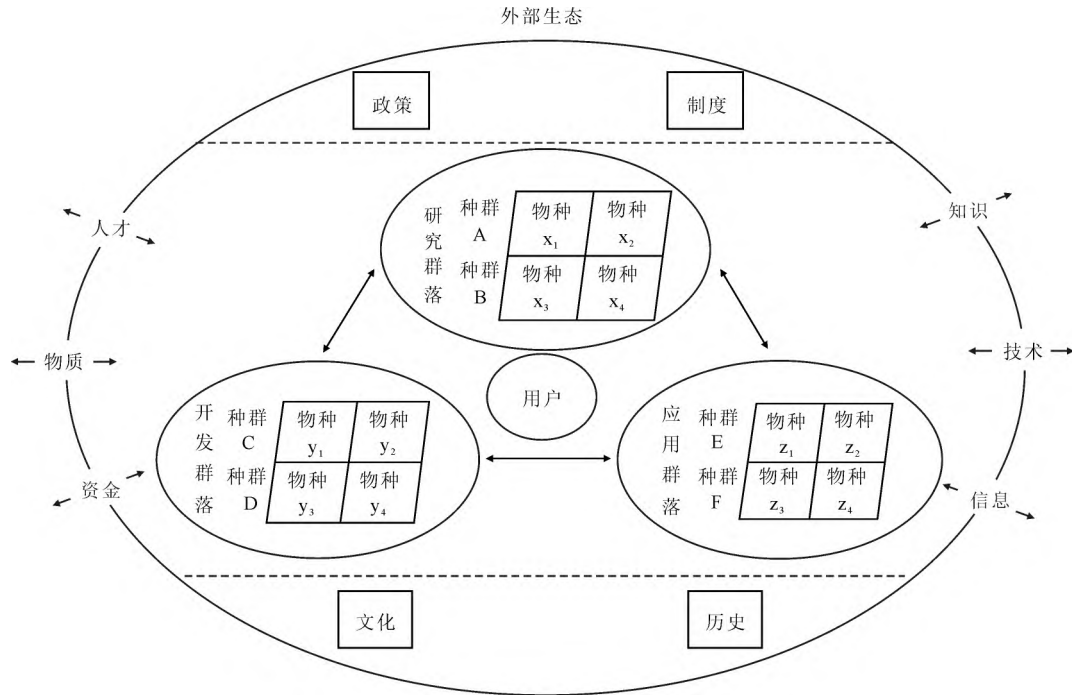 外部生态
政策
制度
人才
知识
物质
技术
资金
信息
研究群落
种群
A
种群
B
物种
x₁
物种
x₂
物种
x₃
物种
x₄
用户
开发群落
种群
C
种群
D
物种
y₁
物种
y₂
物种
y₃
物种
y₄
应用群落
种群
E
种群
F
物种
z₁
物种
z₂
物种
z₃
物种
z₄
文化
历史